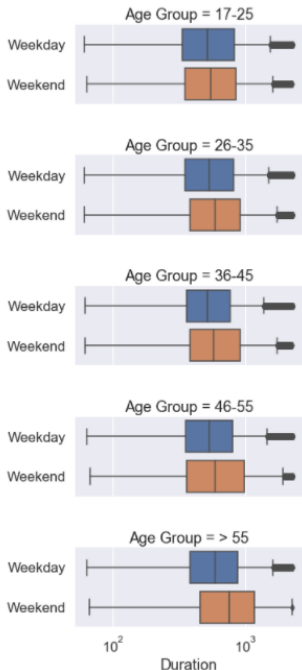 Age Group = 17-25
Weekday
Weekend
Age Group = 26-35
Weekday
Weekend
Age Group = 36-45
Weekday
Weekend
Age Group = 46-55
Weekday
Weekend
Age Group = > 55
Weekday
Weekend
10² 10³
Duration